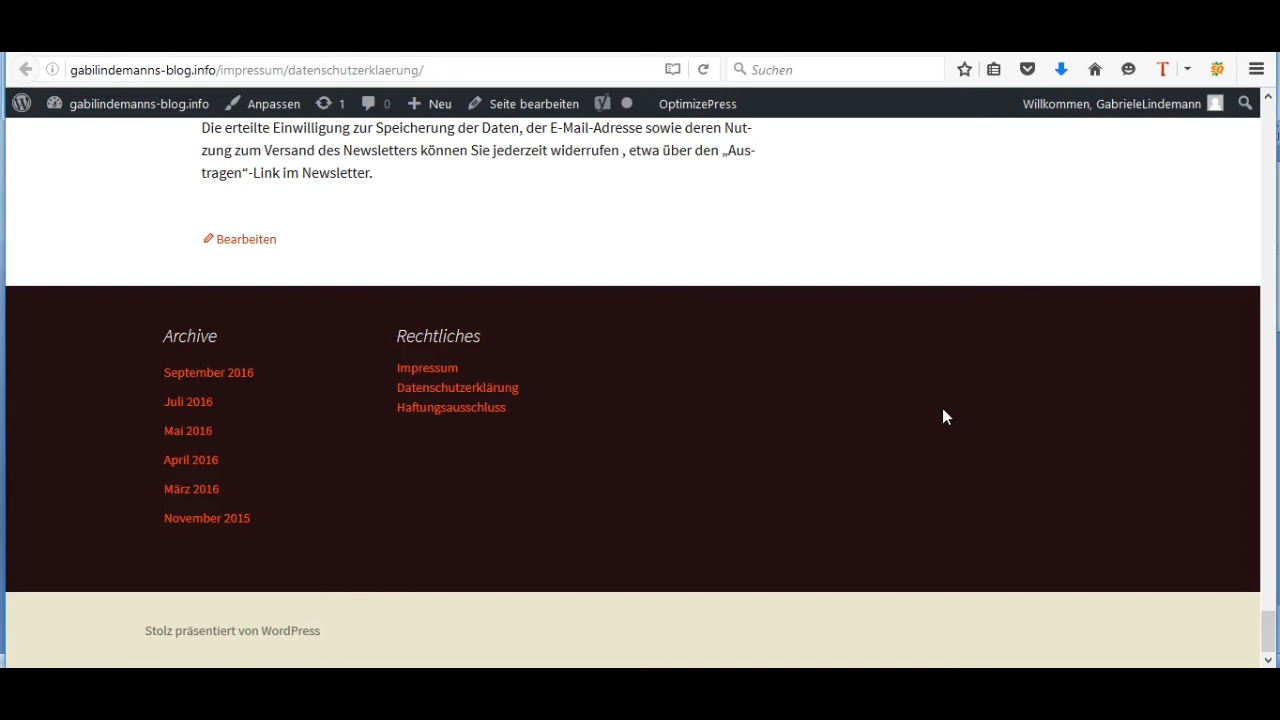 gabilindemanns-blog.info/impressum/datenschutzerklaerung/
Suchen
gabilindemanns-blog.info Anpassen 1 0 Neu Seite bearbeiten OptimizePress Willkommen, GabrieleLindemann
Die erteilte Einwilligung zur Speicherung der Daten, der E-Mail-Adresse sowie deren Nut-
zung zum Versand des Newsletters können Sie jederzeit widerrufen , etwa über den „Aus-
tragen“-Link im Newsletter.
Bearbeiten
Archive
September 2016
Juli 2016
Mai 2016
April 2016
März 2016
November 2015
Rechtliches
Impressum
Datenschutzerklärung
Haftungsausschluss
Stolz präsentiert von WordPress